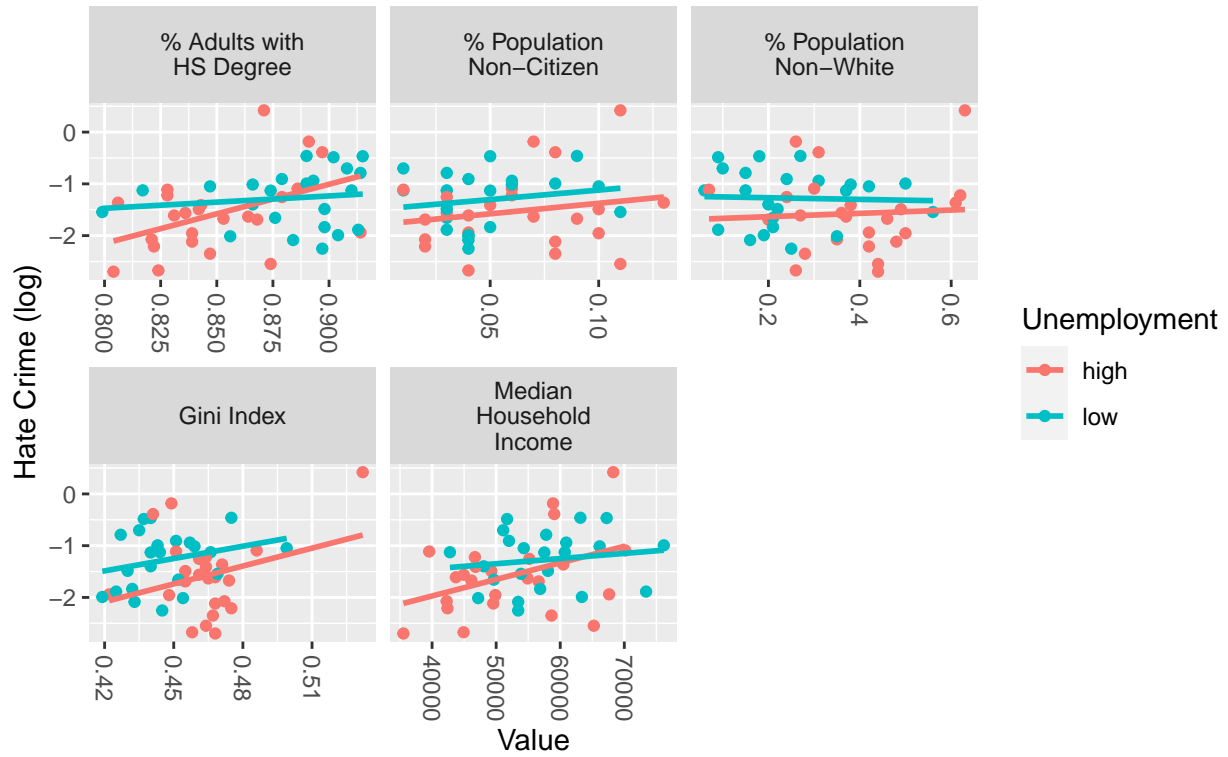 % Adults with
HS Degree
% Population
Non−Citizen
% Population
Non−White
0
−1
−2
0.800
0.825
0.850
0.875
0.900
0.05
0.10
0.2
0.4
0.6
Hate Crime (log)
Unemployment
high
low
Gini Index
Median
Household
Income
0
−1
−2
0.42
0.45
0.48
0.51
40000
50000
60000
70000
Value